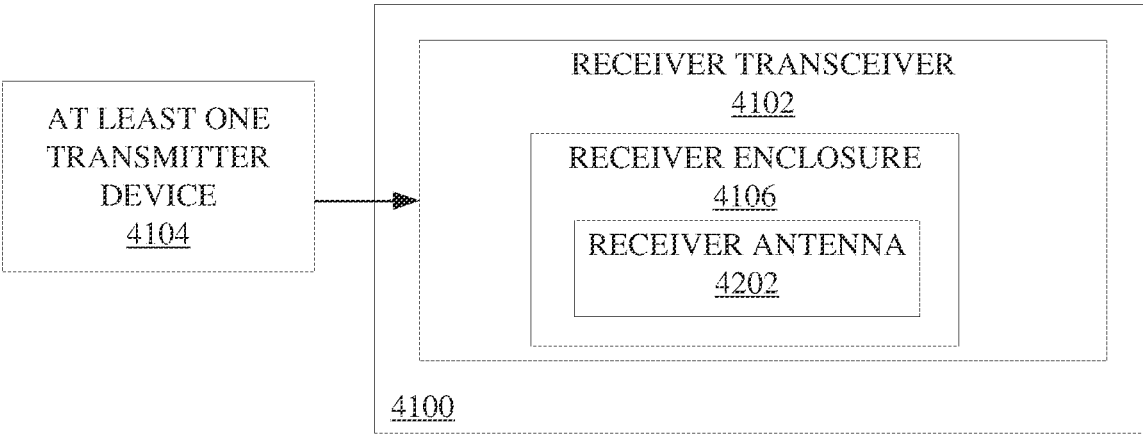 AT LEAST ONE
TRANSMITTER
DEVICE
4104
RECEIVER TRANSCEIVER
4102
RECEIVER ENCLOSURE
4106
RECEIVER ANTENNA
4202
4100